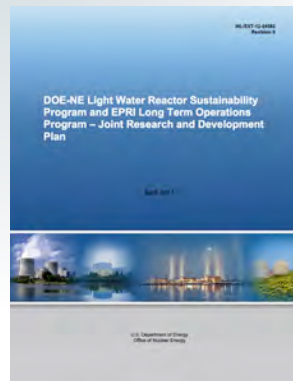 DOE-NE Light Water Reactor Sustainability
Program and EPRI Long Term Operations
Program – Joint Research and Development
Plan
U.S. Department of Energy
Office of Nuclear Energy